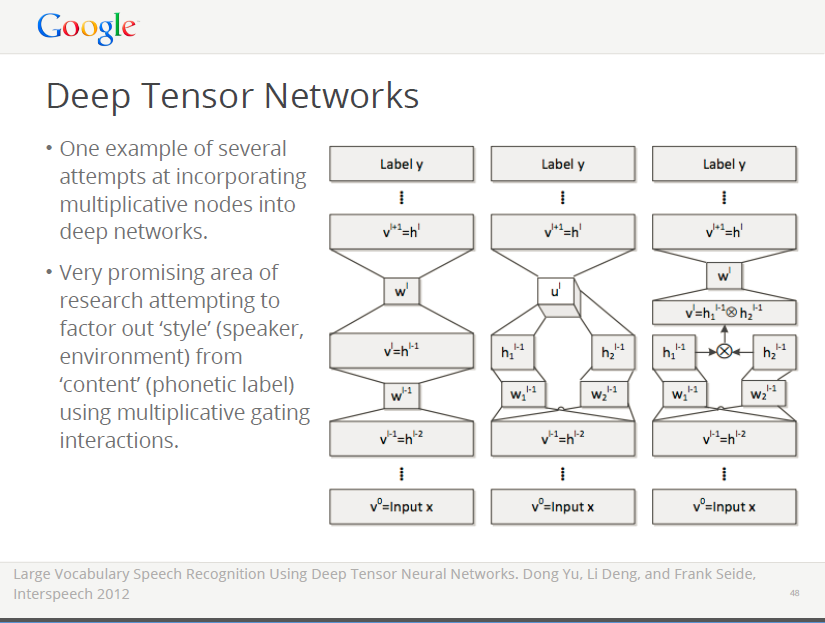 Google
Deep Tensor Networks
• One example of several
attempts at incorporating
multiplicative nodes into
deep networks.
• Very promising area of
research attempting to
factor out ‘style’ (speaker,
environment) from
‘content’ (phonetic label)
using multiplicative gating
interactions.
Label y
v^l+1=h^l
w^l
v^l=h^l-1
w^l-1
v^l-1=h^l-2
v^0=Input x
Label y
v^l+1=h^l
u^l
h₁^l-1 h₂^l-1
w₁^l-1 w₂^l-1
v^l-1=h^l-2
v^0=Input x
Label y
v^l+1=h^l
w^l
v^l=h₁^l-1⊗h₂^l-1
h₁^l-1 ⊗ h₂^l-1
w₁^l-1 w₂^l-1
v^l-1=h^l-2
v^0=Input x
Large Vocabulary Speech Recognition Using Deep Tensor Neural Networks. Dong Yu, Li Deng, and Frank Seide,
Interspeech 2012
48